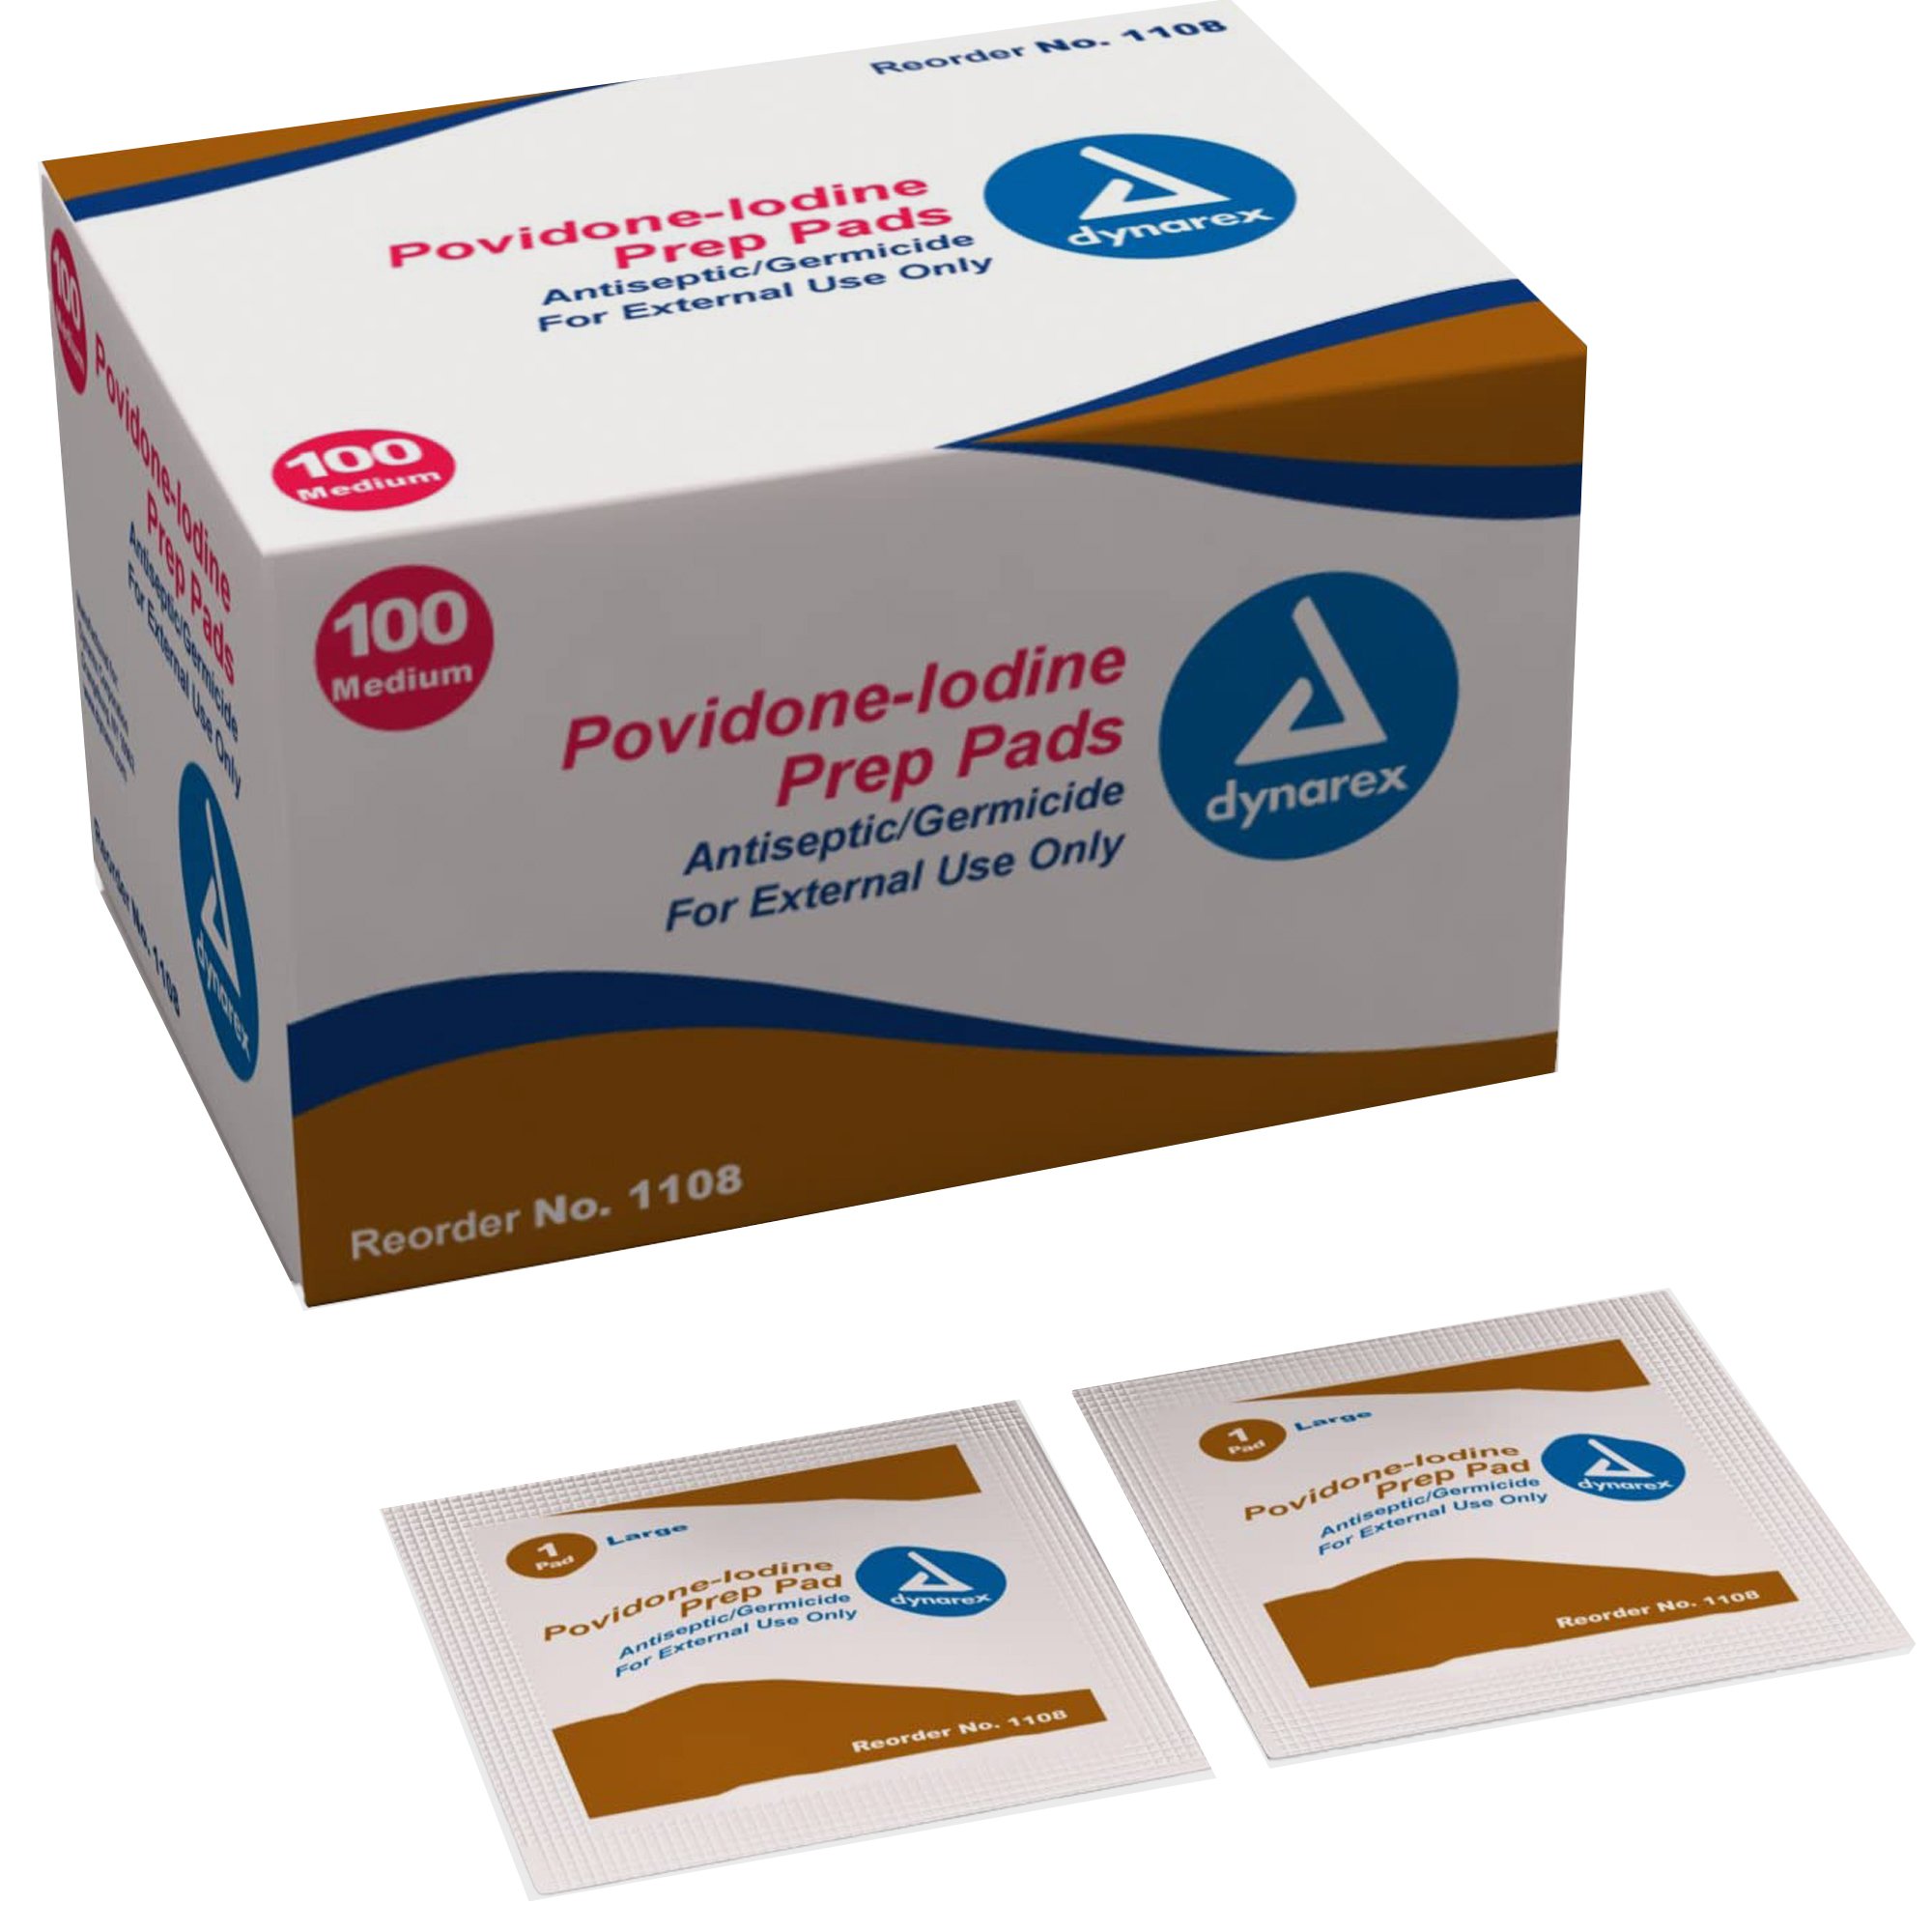 Reorder No. 1108
Povidone-Iodine
Prep Pads
Antiseptic/Germicide
For External Use Only
dynarex
100
Medium
100
Medium
Povidone-Iodine
Prep Pads
Antiseptic/Germicide
For External Use Only
dynarex
Reorder No. 1108
100
Medium
Povidone-Iodine
Prep Pads
Antiseptic/Germicide
For External Use Only
dynarex
Reorder No. 1108
1
Pad
Large
Povidone-Iodine
Prep Pad
Antiseptic/Germicide
For External Use Only
dynarex
Reorder No. 1108
1
Pad
Large
Povidone-Iodine
Prep Pad
Antiseptic/Germicide
For External Use Only
dynarex
Reorder No. 1108